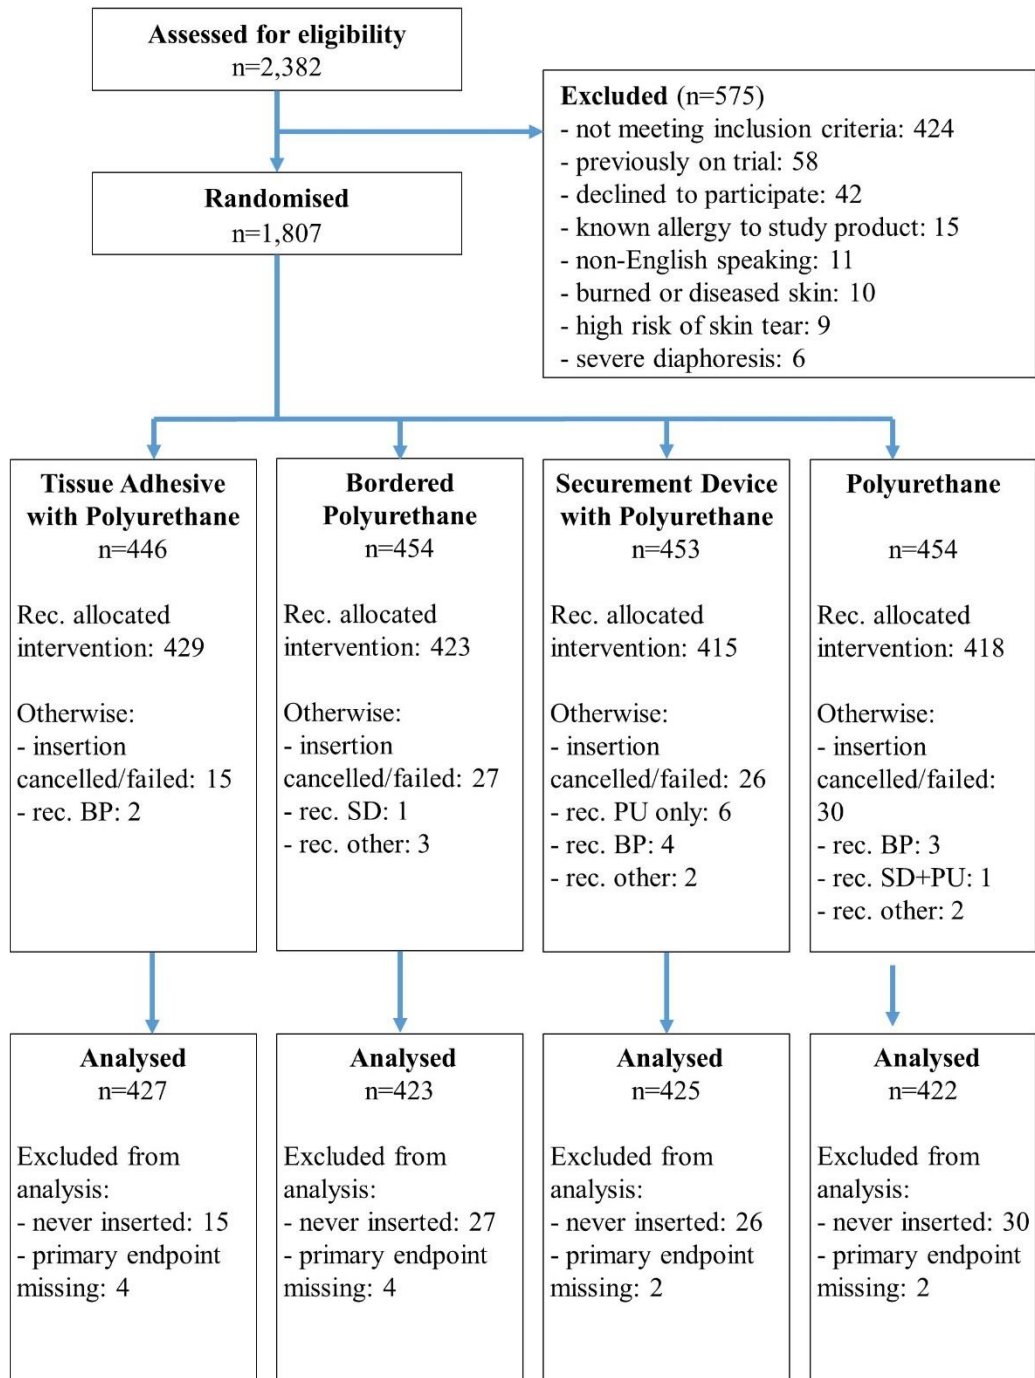 Assessed for eligibility
n=2,382
Excluded (n=575)
- not meeting inclusion criteria: 424
- previously on trial: 58
- declined to participate: 42
- known allergy to study product: 15
- non-English speaking: 11
- burned or diseased skin: 10
- high risk of skin tear: 9
- severe diaphoresis: 6
Randomised
n=1,807
Tissue Adhesive
with Polyurethane
n=446
Rec. allocated
intervention: 429
Otherwise:
- insertion
cancelled/failed: 15
- rec. BP: 2
Bordered
Polyurethane
n=454
Rec. allocated
intervention: 423
Otherwise:
- insertion
cancelled/failed: 27
- rec. SD: 1
- rec. other: 3
Securement Device
with Polyurethane
n=453
Rec. allocated
intervention: 415
Otherwise:
- insertion
cancelled/failed: 26
- rec. PU only: 6
- rec. BP: 4
- rec. other: 2
Polyurethane
n=454
Rec. allocated
intervention: 418
Otherwise:
- insertion
cancelled/failed:
30
- rec. BP: 3
- rec. SD+PU: 1
- rec. other: 2
Analysed
n=427
Excluded from
analysis:
- never inserted: 15
- primary endpoint
missing: 4
Analysed
n=423
Excluded from
analysis:
- never inserted: 27
- primary endpoint
missing: 4
Analysed
n=425
Excluded from
analysis:
- never inserted: 26
- primary endpoint
missing: 2
Analysed
n=422
Excluded from
analysis:
- never inserted: 30
- primary endpoint
missing: 2